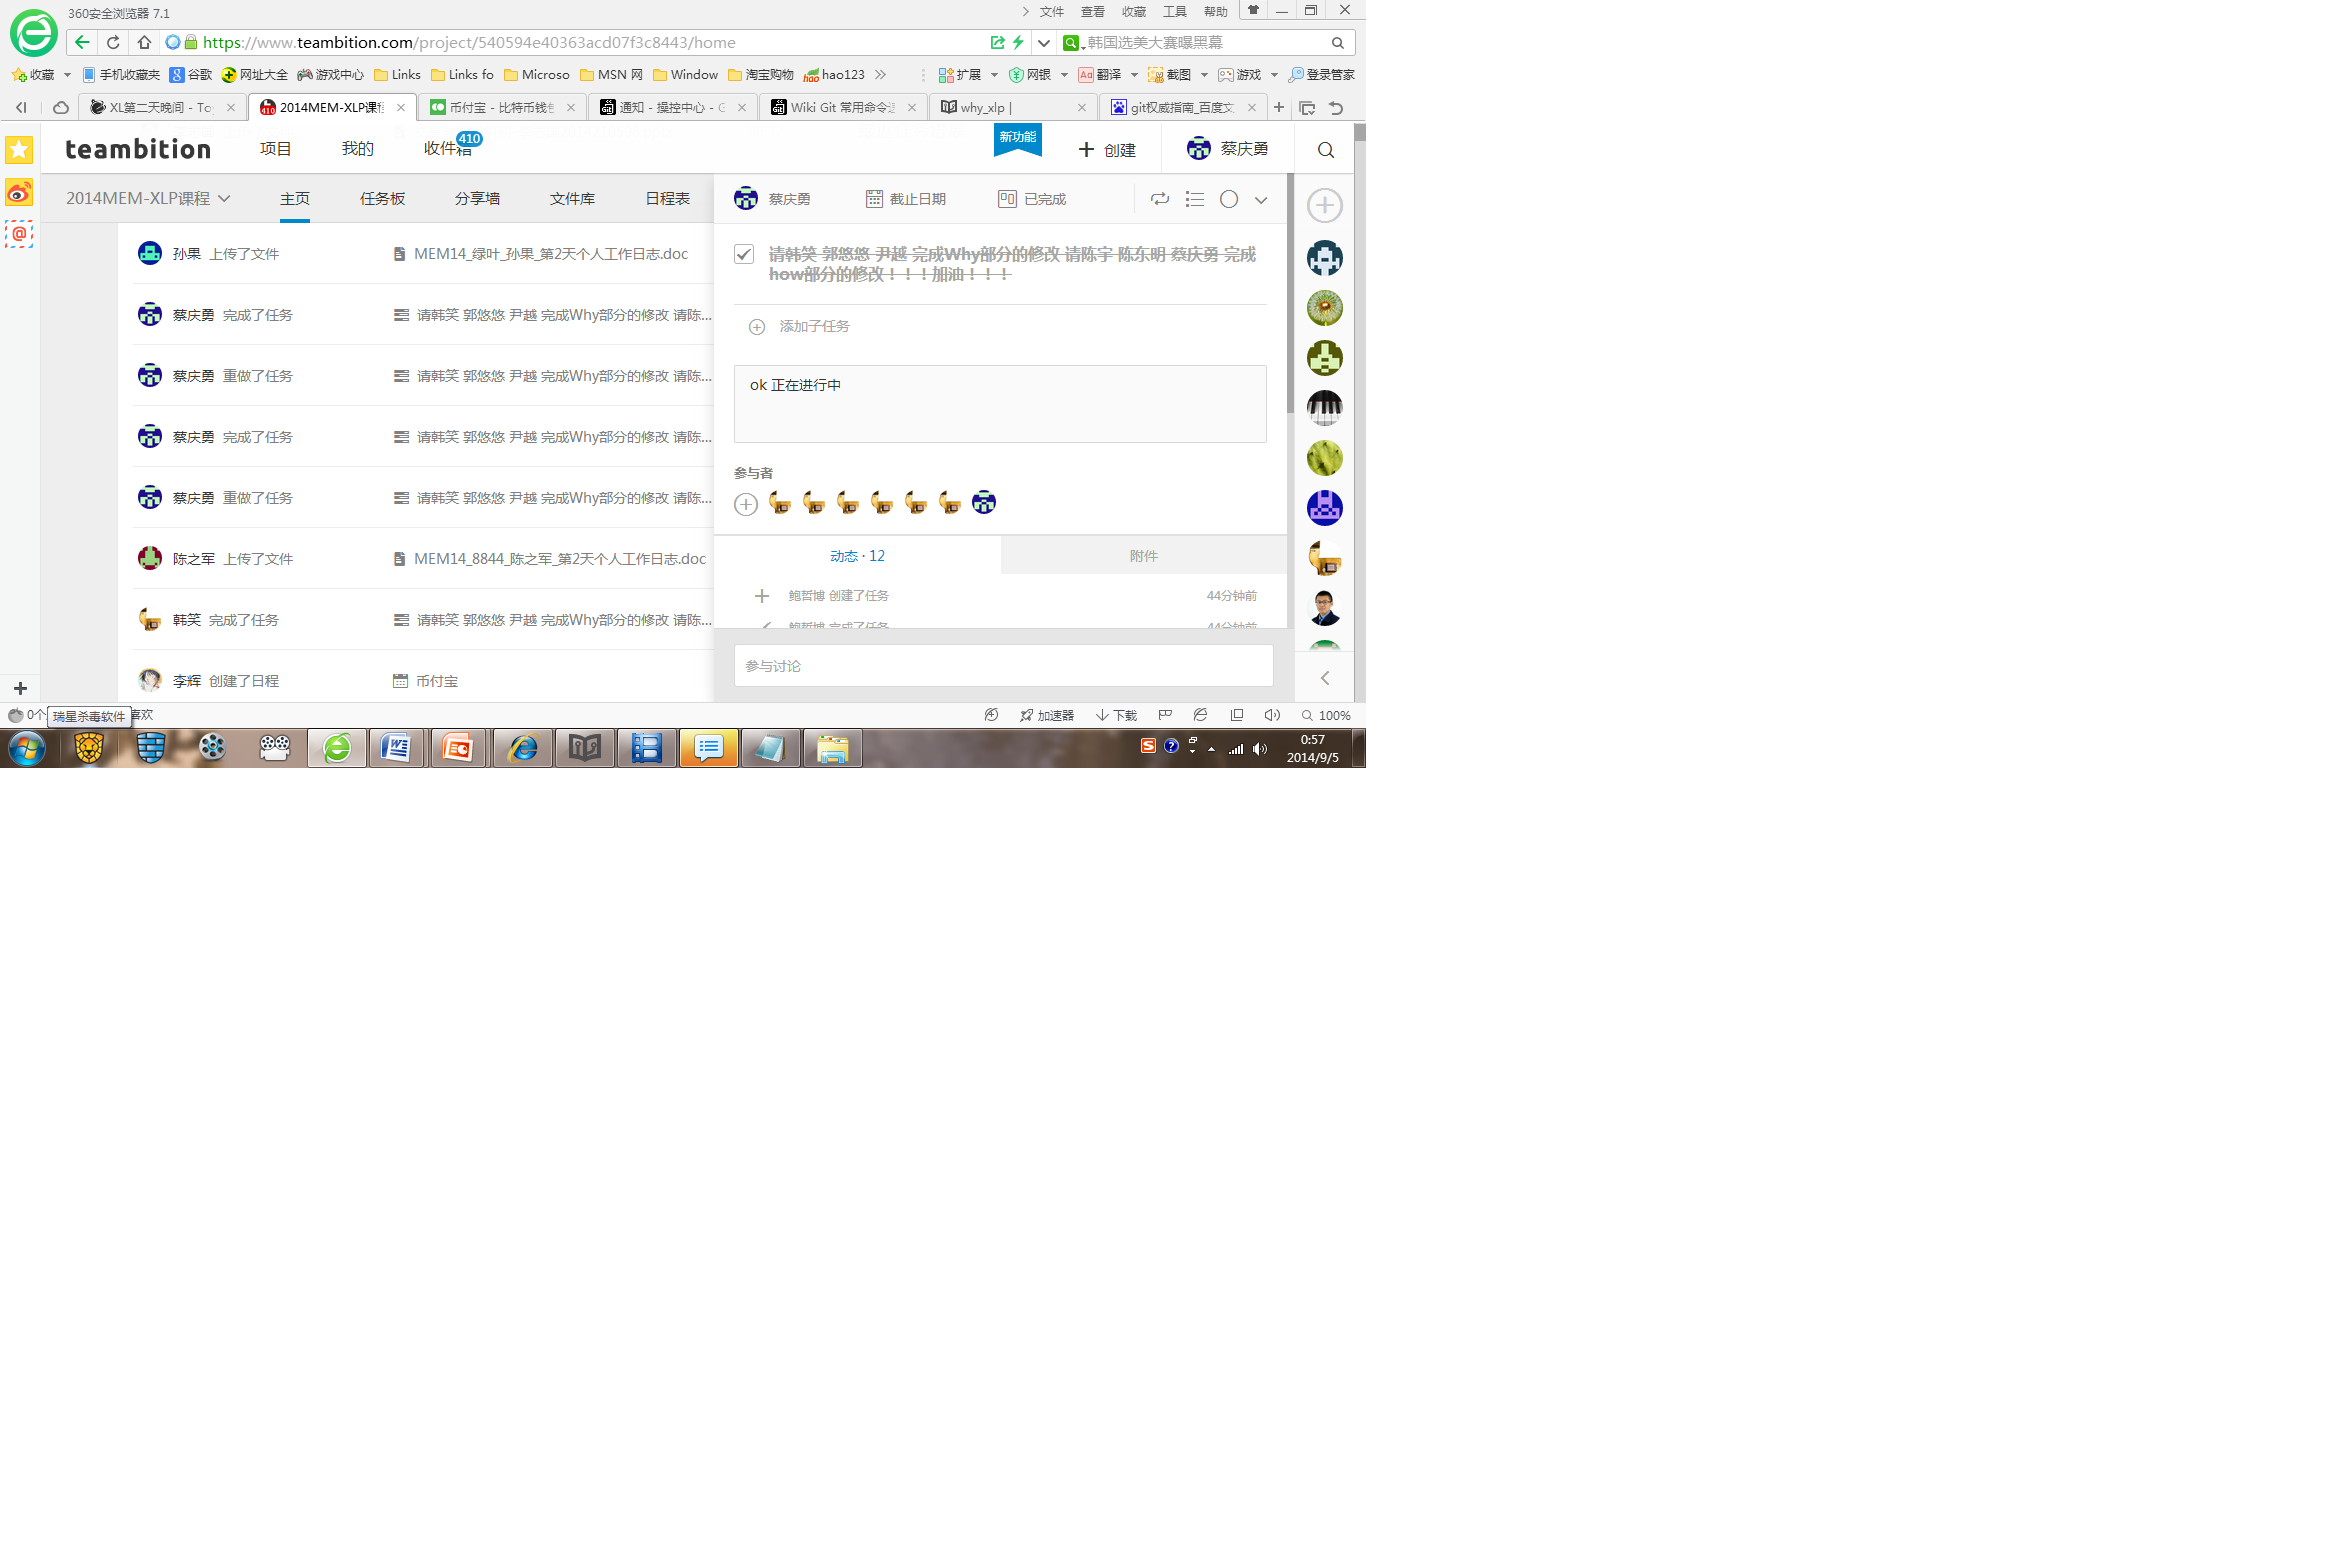 360安全浏览器 7.1
文件 查看 收藏 工具 帮助
https://www.teambition.com/project/540594e40363acd07f3c8443/home
韩国选美大赛曝黑幕
收藏 手机收藏夹 谷歌 网址大全 游戏中心 Links Links fo Microso MSN 网 Window 淘宝购物 hao123 扩展 网银 翻译 截图 游戏 登录管家
XL第二天晚间 - To 2014MEM-XLP课程 币付宝 - 比特币钱包 通知 - 操控中心 - G Wiki Git 常用命令 why_xlp | git权威指南_百度文
teambition 项目 我的 收件箱 410 新功能 创建 蔡庆勇
2014MEM-XLP课程 主页 任务板 分享墙 文件库 日程表
蔡庆勇 截止日期 已完成
孙果 上传了文件 MEM14_绿叶_孙果_第2天个人工作日志.doc
蔡庆勇 完成了任务 请韩笑 郭悠悠 尹越 完成Why部分的修改 请陈...
蔡庆勇 重做了任务 请韩笑 郭悠悠 尹越 完成Why部分的修改 请陈...
蔡庆勇 完成了任务 请韩笑 郭悠悠 尹越 完成Why部分的修改 请陈...
蔡庆勇 重做了任务 请韩笑 郭悠悠 尹越 完成Why部分的修改 请陈...
陈之军 上传了文件 MEM14_8844_陈之军_第2天个人工作日志.doc
韩笑 完成了任务 请韩笑 郭悠悠 尹越 完成Why部分的修改 请陈...
李辉 创建了日程 币付宝
请韩笑 郭悠悠 尹越 完成Why部分的修改 请陈宇 陈东明 蔡庆勇 完成
how部分的修改！！！加油！！！
添加子任务
ok 正在进行中
参与者
动态 · 12 附件
鲍哲博 创建了任务 44分钟前
鲍哲博 完成了任务 44分钟前
参与讨论
0个 瑞星杀毒软件 喜欢 加速器 下载 100%
0:57
2014/9/5